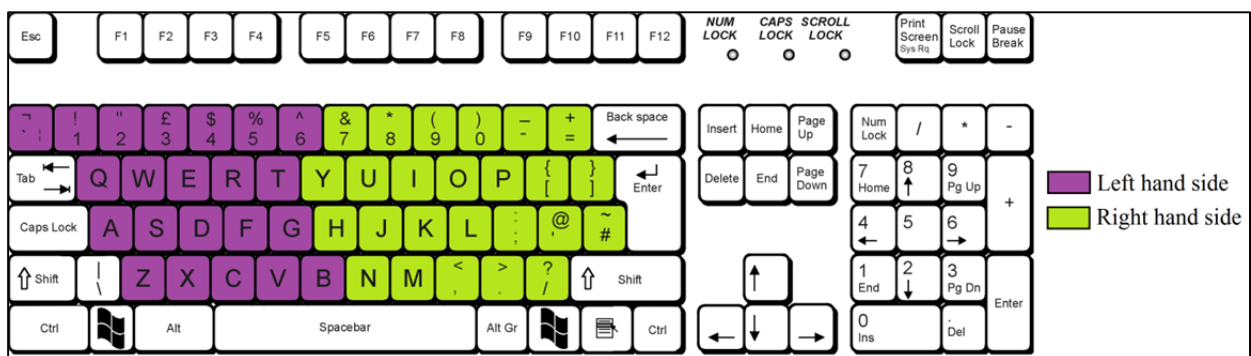 Esc F1 F2 F3 F4 F5 F6 F7 F8 F9 F10 F11 F12 NUM LOCK CAPS LOCK SCROLL LOCK Print Screen Sys Rq Scroll Lock Pause Break
¬ ` ¦ ! 1 " 2 £ 3 $ 4 % 5 ^ 6 & 7 * 8 ( 9 ) 0 _ - + = Back space Insert Home Page Up Num Lock / * -
Tab Q W E R T Y U I O P { [ } ] Enter Delete End Page Down 7 Home 8 9 Pg Up +
Left hand side
Caps Lock A S D F G H J K L : ; @ ' ~ # 4 5 6
Right hand side
Shift | \ Z X C V B N M < , > . ? / Shift 1 End 2 3 Pg Dn Enter
Ctrl Alt Spacebar Alt Gr Ctrl 0 Ins . Del